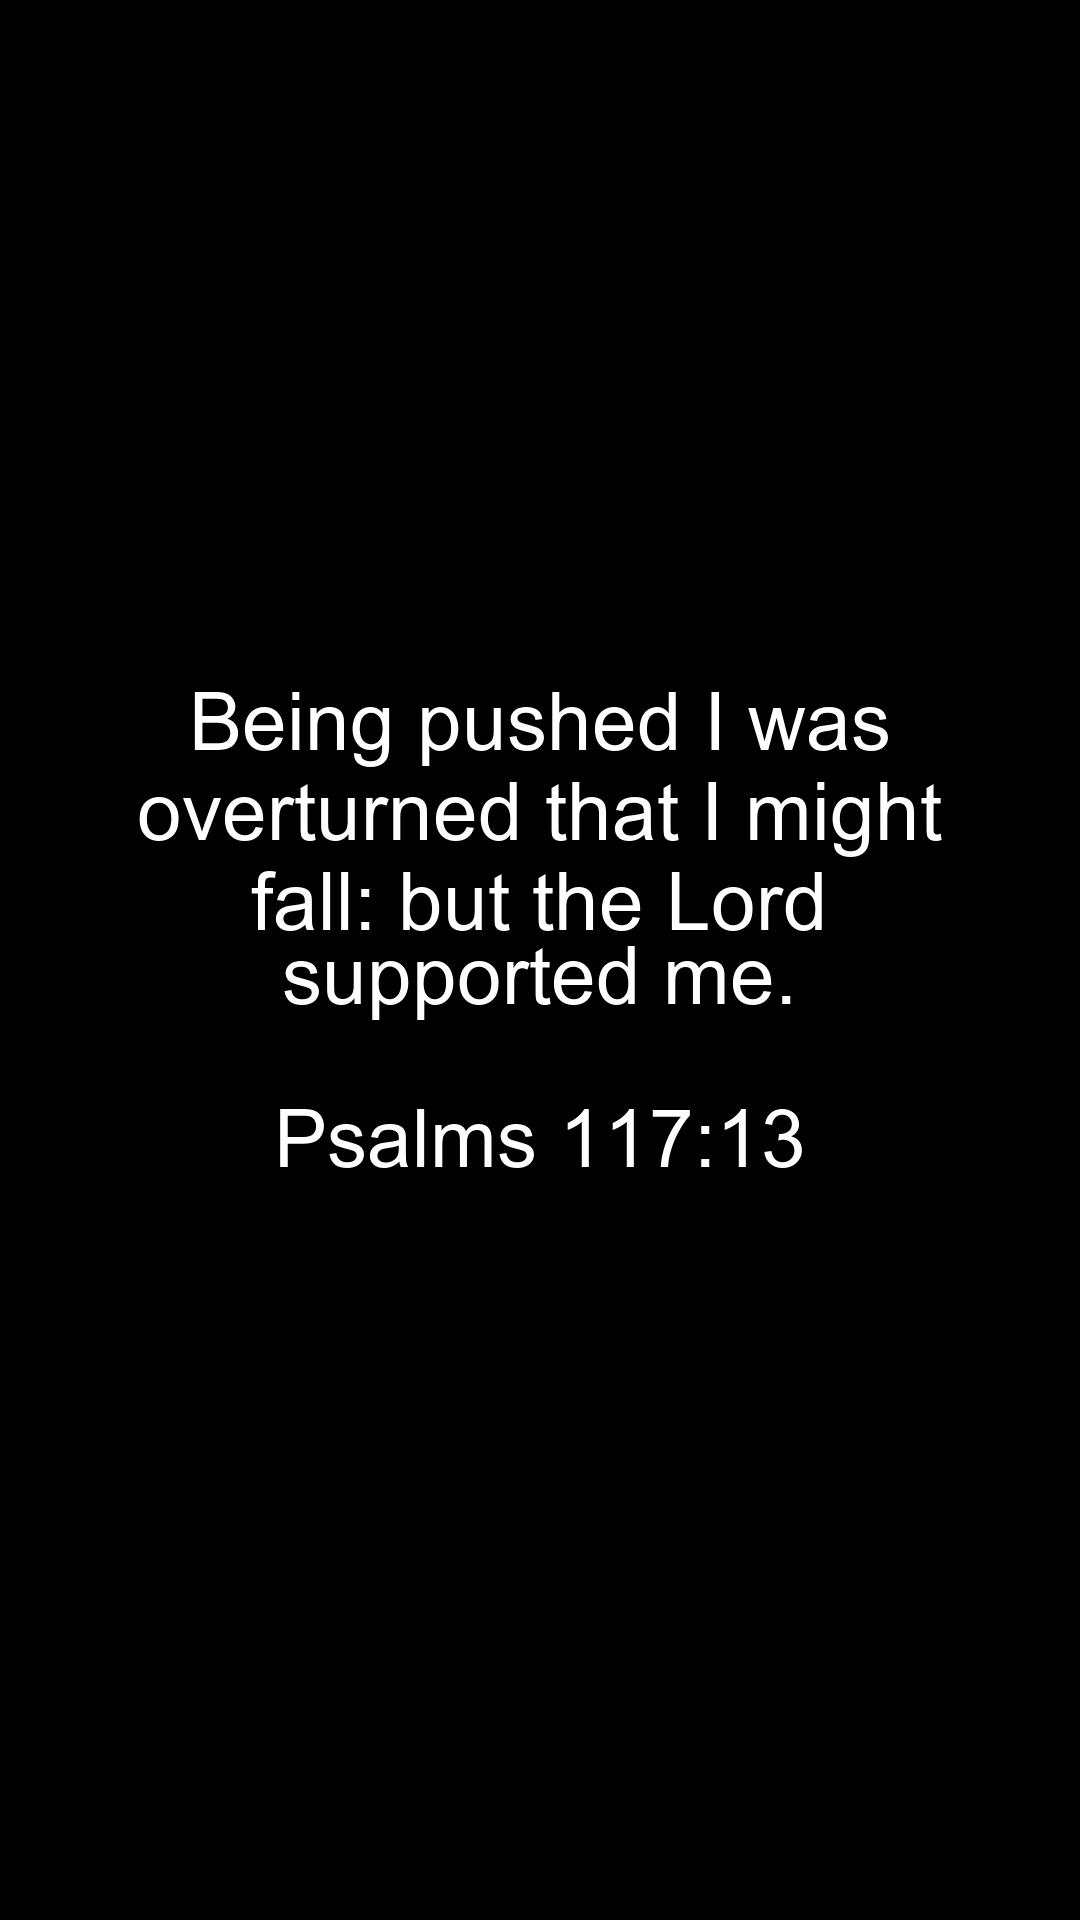 Being pushed I was
overturned that I might
fall: but the Lord
supported me.
Psalms 117:13